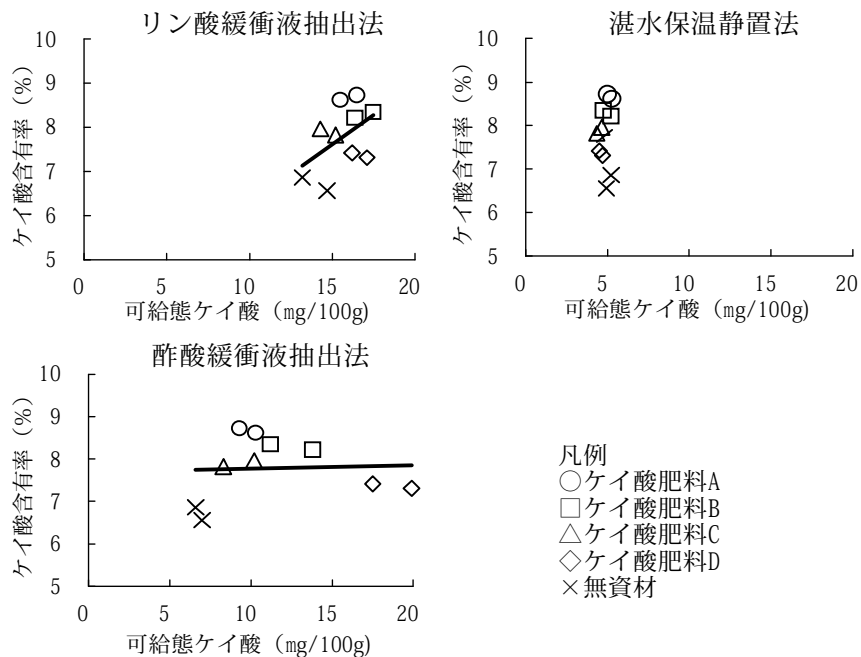 リン酸緩衝液抽出法
10
9
8
7
6
5
ケイ酸含有率（%）
0 5 10 15 20
可給態ケイ酸（mg/100g）
湛水保温静置法
10
9
8
7
6
5
ケイ酸含有率（%）
0 5 10 15 20
可給態ケイ酸（mg/100g)
酢酸緩衝液抽出法
10
9
8
7
6
5
ケイ酸含有率（%）
0 5 10 15 20
可給態ケイ酸（mg/100g）
凡例
○ケイ酸肥料A
□ケイ酸肥料B
△ケイ酸肥料C
◇ケイ酸肥料D
×無資材